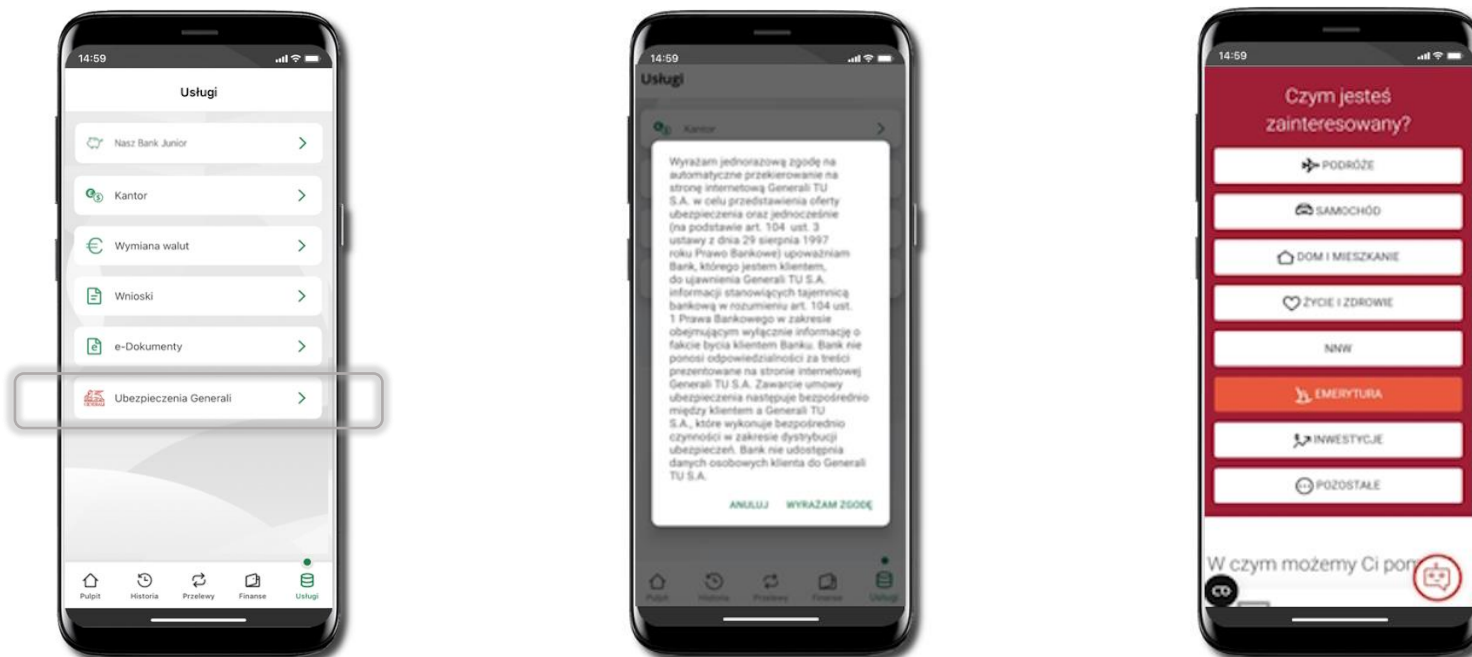 14:59
Usługi
Nasz Bank Junior
Kantor
Wymiana walut
Wnioski
e-Dokumenty
Ubezpieczenia Generali
Pulpit
Historia
Przelewy
Finanse
Usługi
14:59
Usługi
Kantor
Wyrażam jednorazową zgodę na
automatyczne przekierowanie na
stronę internetową Generali TU
S.A. w celu przedstawienia oferty
ubezpieczenia oraz jednocześnie
(na podstawie art. 104 ust. 3
ustawy z dnia 29 sierpnia 1997
roku Prawo Bankowe) upoważniam
Bank, którego jestem klientem,
do ujawnienia Generali TU S.A.
informacji stanowiących tajemnicą
bankową w rozumieniu art. 104 ust.
1 Prawa Bankowego w zakresie
obejmującym wyłącznie informację o
fakcie bycia klientem Banku. Bank nie
ponosi odpowiedzialności za treści
prezentowane na stronie internetowej
Generali TU S.A. Zawarcie umowy
ubezpieczenia następuje bezpośrednio
między klientem a Generali TU
S.A., które wykonuje bezpośrednio
czynności w zakresie dystrybucji
ubezpieczeń. Bank nie udostępnia
danych osobowych klienta do Generali
TU S.A.
ANULUJ WYRAŻAM ZGODĘ
Pulpit
Historia
Przelewy
Finanse
Usługi
14:59
Czym jesteś
zainteresowany?
PODRÓŻE
SAMOCHÓD
DOM I MIESZKANIE
ŻYCIE I ZDROWIE
NNW
EMERYTURA
INWESTYCJE
POZOSTAŁE
W czym możemy Ci pom